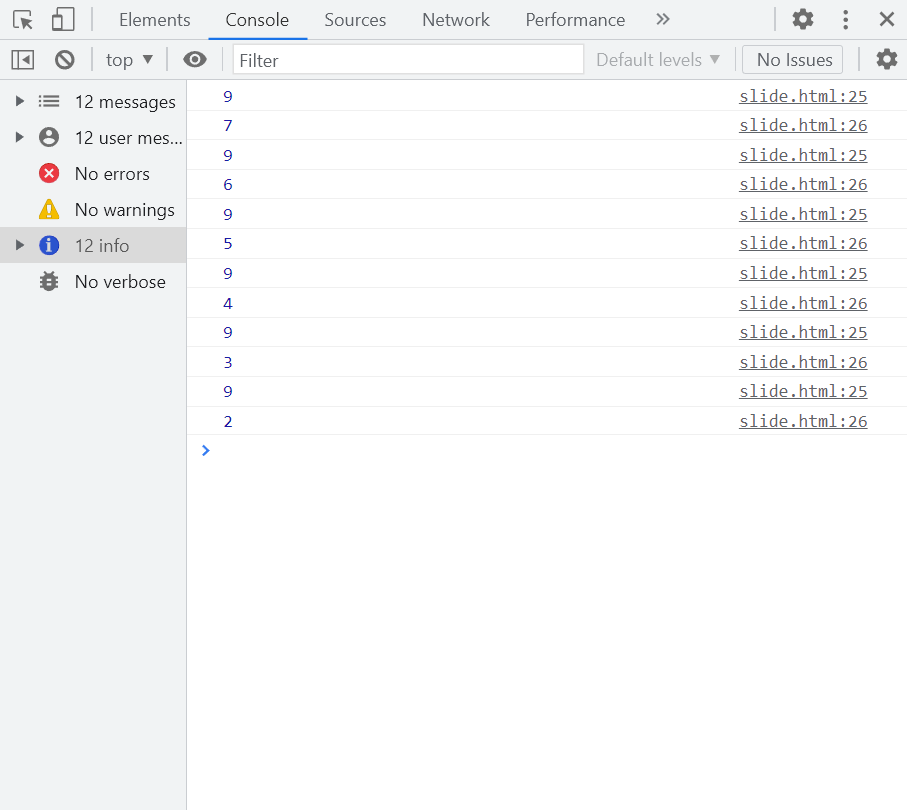 Elements Console Sources Network Performance
top Filter Default levels No Issues
12 messages
12 user mes...
No errors
No warnings
12 info
No verbose
9 slide.html:25
7 slide.html:26
9 slide.html:25
6 slide.html:26
9 slide.html:25
5 slide.html:26
9 slide.html:25
4 slide.html:26
9 slide.html:25
3 slide.html:26
9 slide.html:25
2 slide.html:26